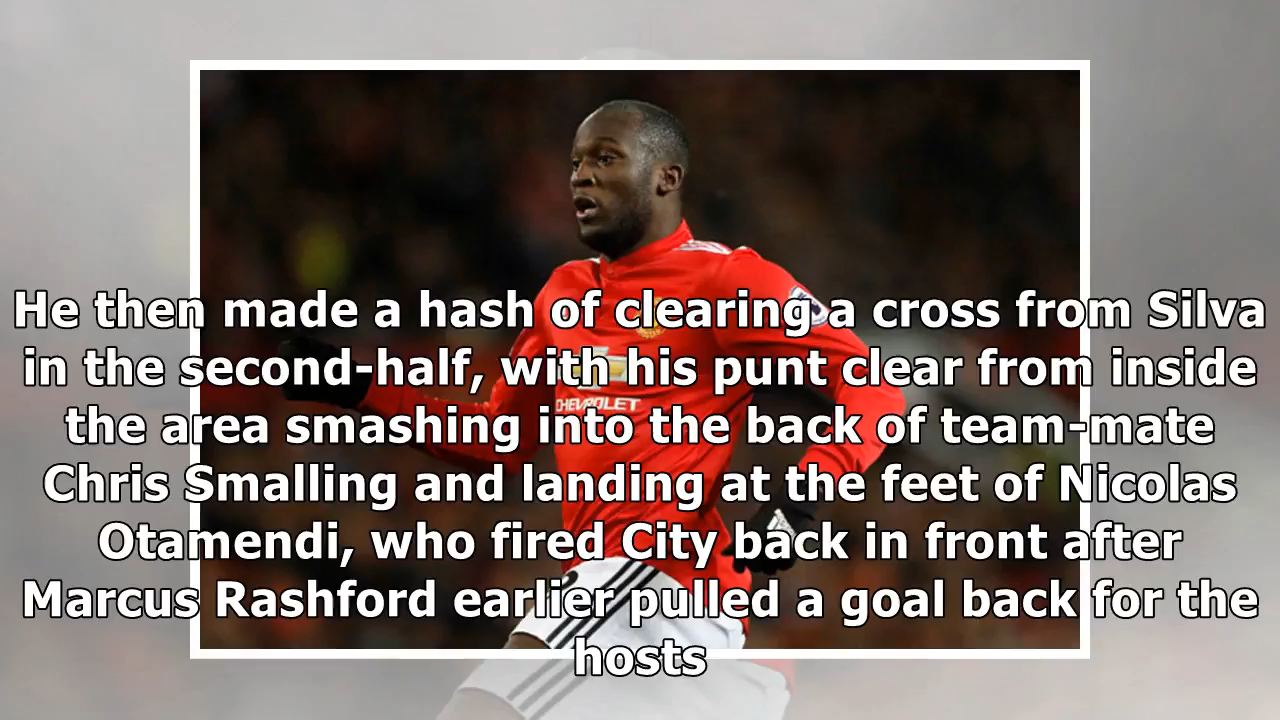 He then made a hash of clearing a cross from Silva
in the second-half, with his punt clear from inside
the area smashing into the back of team-mate
Chris Smalling and landing at the feet of Nicolas
Otamendi, who fired City back in front after
Marcus Rashford earlier pulled a goal back for the
hosts
CHEVROLET